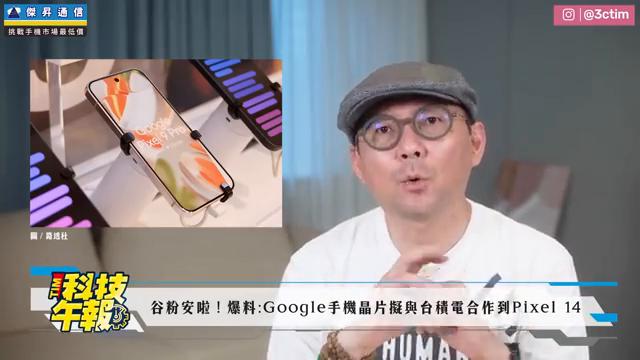 傑昇通信
挑戰手機市場最低價
@3ctim
Google
Pixel 9 Pro
圖 / 路透社
TIM
科技
午報
谷粉安啦！爆料:Google手機晶片擬與台積電合作到Pixel 14
HUMAN